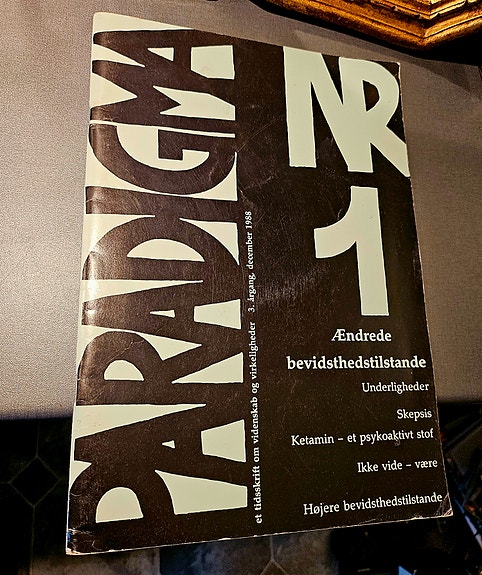 PARADIGMA
et tidsskrift om videnskab og virkeligheder 3. årgang, december 1988
NR
1
Ændrede
bevidsthedstilstande
Underligheder
Skepsis
Ketamin – et psykoaktivt stof
Ikke vide – være
Højere bevidsthedstilstande